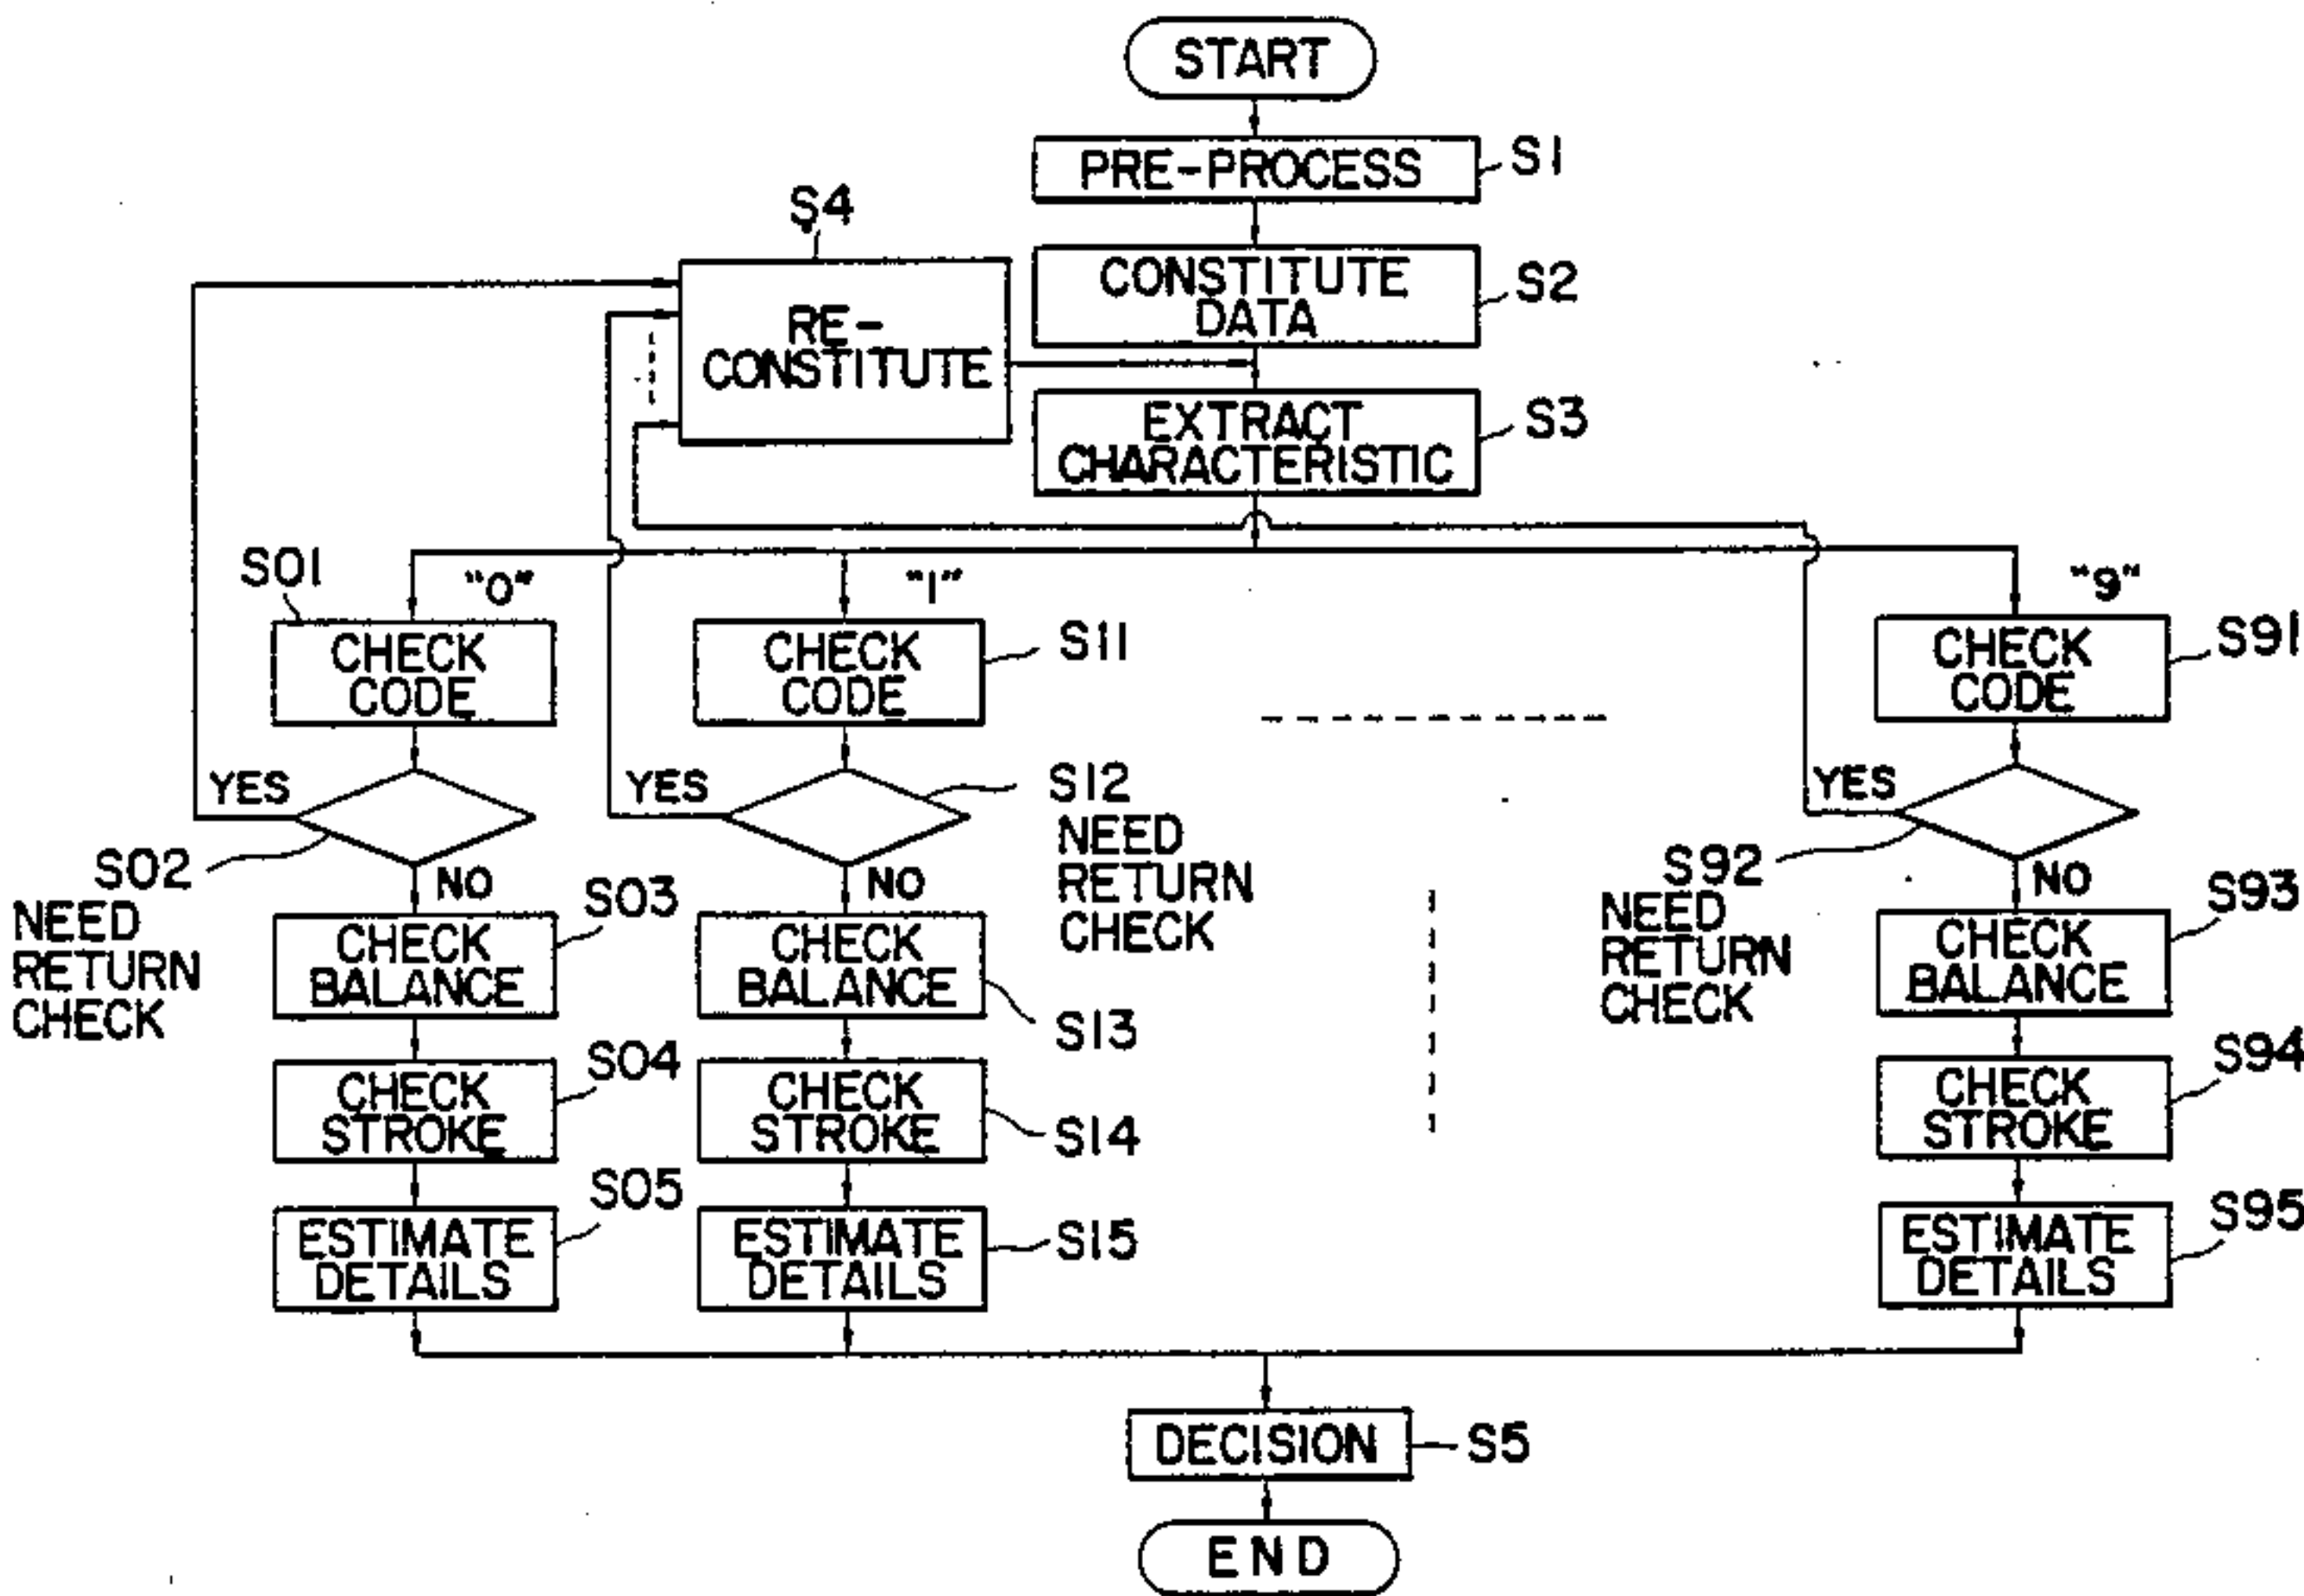 START
PRE-PROCESS
S1
S4
CONSTITUTE
DATA
S2
RE-
CONSTITUTE
EXTRACT
CHARACTERISTIC
S3
S01
"0"
"1"
"9"
CHECK
CODE
CHECK
CODE
S11
CHECK
CODE
S91
YES
YES
S12
NEED
RETURN
CHECK
YES
S02
NEED
RETURN
CHECK
NO
NO
S92
NEED
RETURN
CHECK
NO
S03
CHECK
BALANCE
CHECK
BALANCE
S13
S93
CHECK
BALANCE
S04
CHECK
STROKE
CHECK
STROKE
S14
S94
CHECK
STROKE
S05
ESTIMATE
DETAILS
ESTIMATE
DETAILS
S15
S95
ESTIMATE
DETAILS
DECISION
S5
END